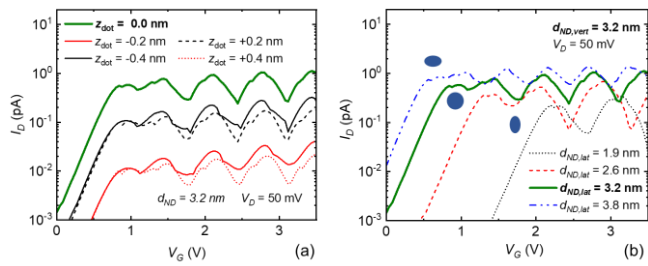 z_dot = 0.0 nm
z_dot = -0.2 nm
z_dot = +0.2 nm
z_dot = -0.4 nm
z_dot = +0.4 nm
10^1
10^0
10^-1
10^-2
10^-3
I_D (pA)
d_ND = 3.2 nm V_D = 50 mV
0 1 2 3
V_G (V)
(a)
d_ND,vert = 3.2 nm
V_D = 50 mV
10^1
10^0
10^-1
10^-2
10^-3
I_D (pA)
d_ND,lat = 1.9 nm
d_ND,lat = 2.6 nm
d_ND,lat = 3.2 nm
d_ND,lat = 3.8 nm
0 1 2 3
V_G (V)
(b)